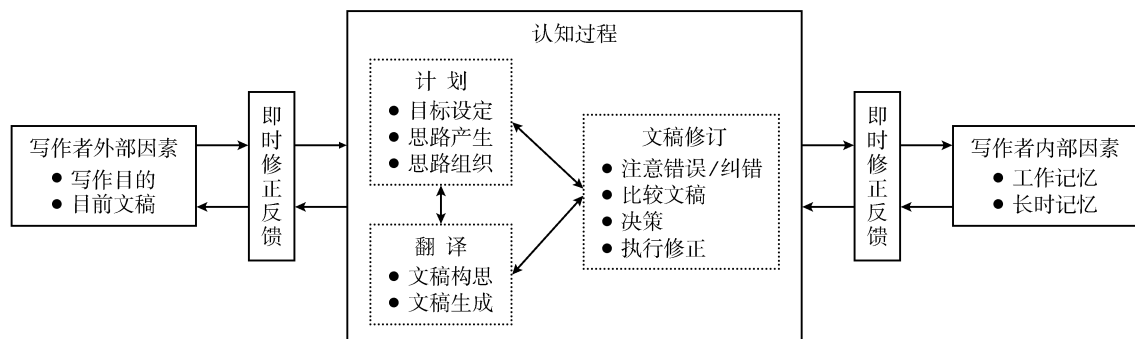 认知过程
写作者外部因素
● 写作目的
● 目前文稿
即时修正反馈
计 划
● 目标设定
● 思路产生
● 思路组织
翻 译
● 文稿构思
● 文稿生成
文稿修订
● 注意错误/纠错
● 比较文稿
● 决策
● 执行修正
即时修正反馈
写作者内部因素
● 工作记忆
● 长时记忆